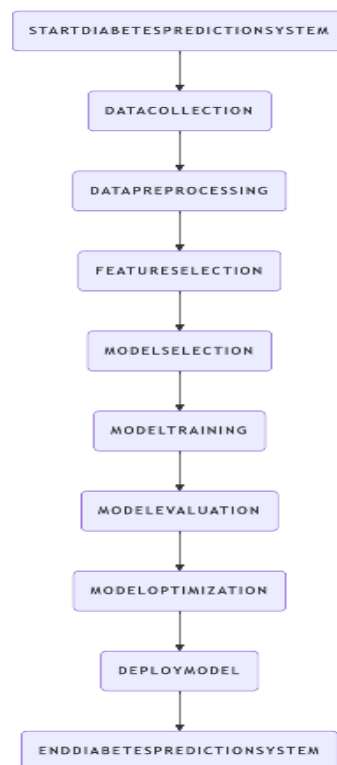 STARTDIABETESPREDICTIONSYSTEM
DATACOLLECTION
DATAPREPROCESSING
FEATURESELECTION
MODELSELECTION
MODELTRAINING
MODELEVALUATION
MODELOPTIMIZATION
DEPLOYMODEL
ENDDIABETESPREDICTIONSYSTEM